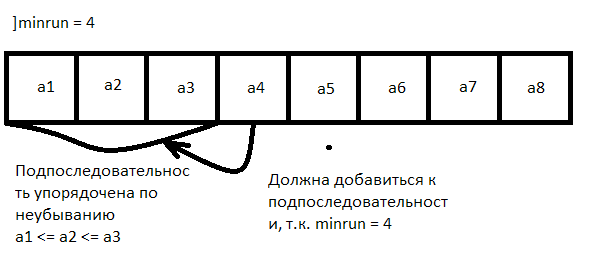 ]minrun = 4
a1 a2 a3 a4 a5 a6 a7 a8
Подпоследовательнос
ть упорядочена по
неубыванию
a1 <= a2 <= a3
Должна добавиться к
подпоследовательност
и, т.к. minrun = 4